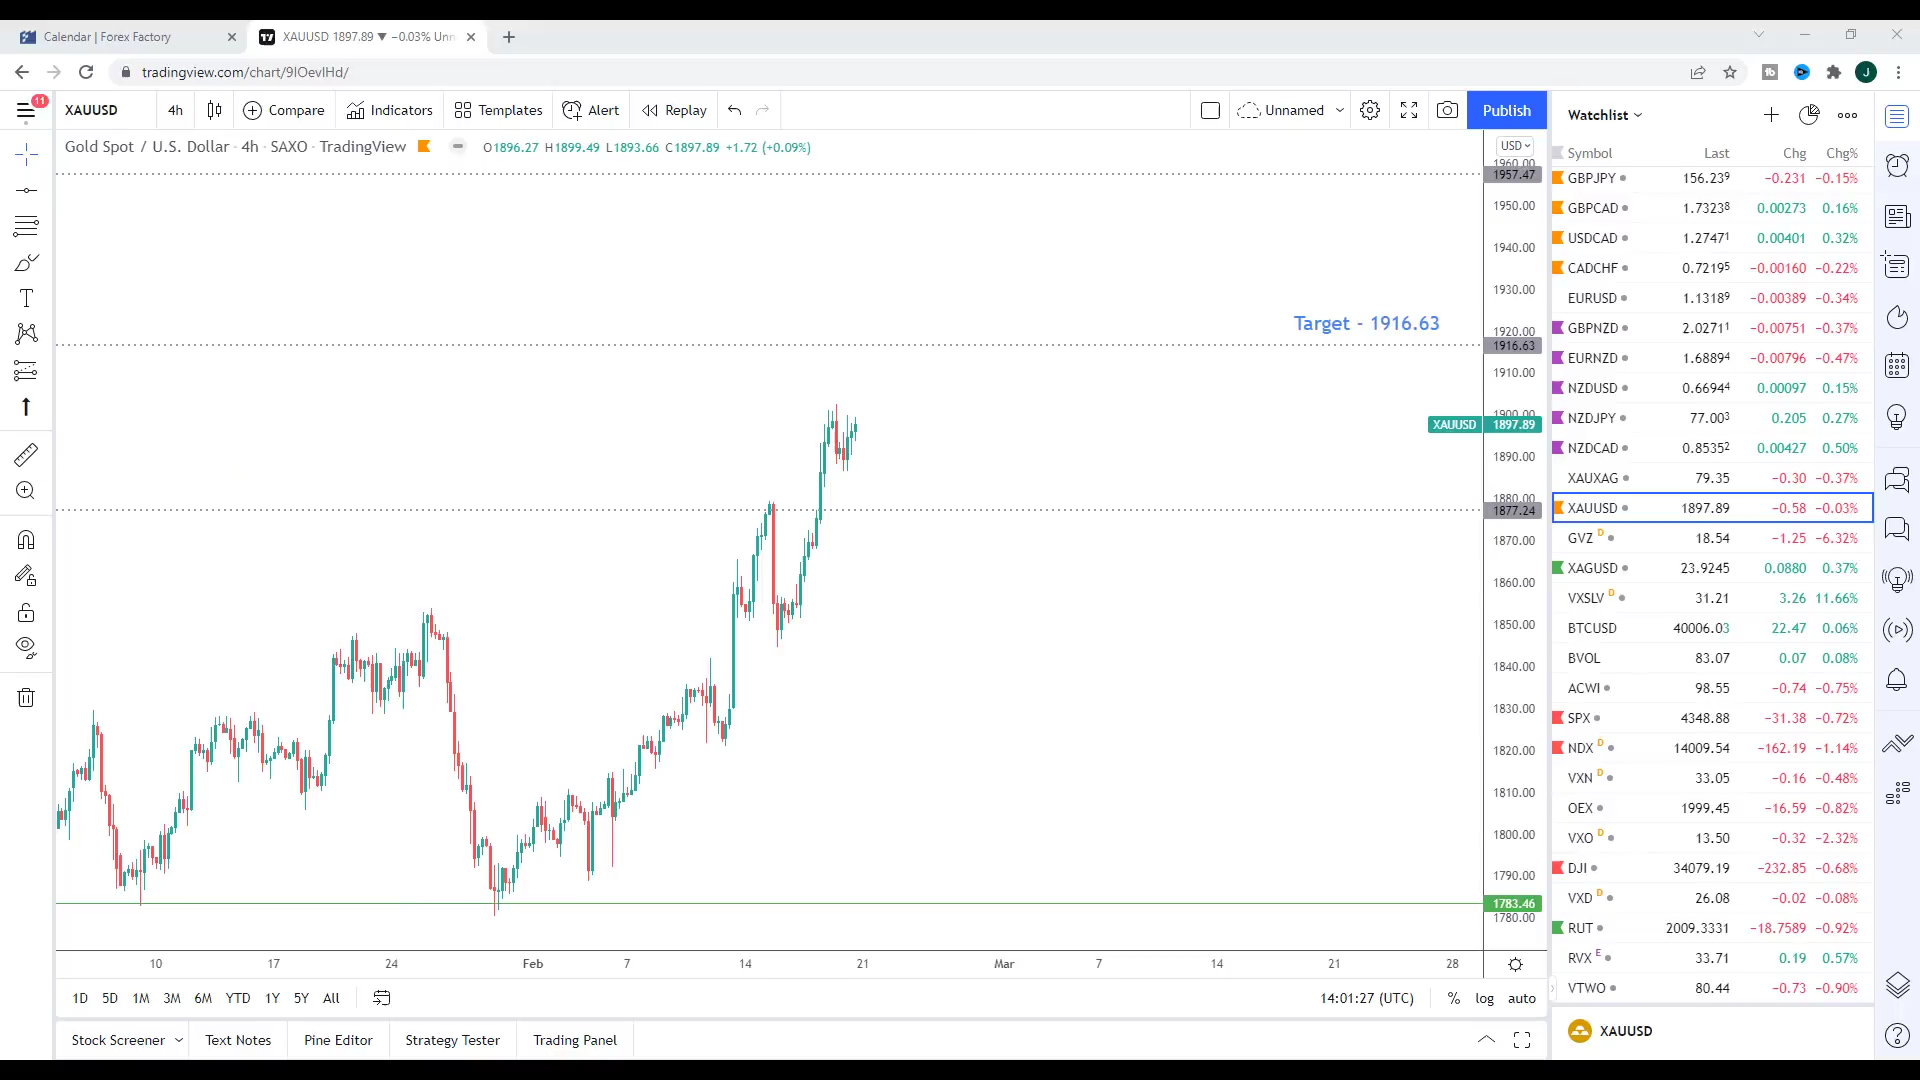 Calendar | Forex Factory
XAUUSD 1897.89 ▼ −0.03% Unn
tradingview.com/chart/9IOevIHd/
J
11
XAUUSD
4h
Compare
Indicators
Templates
Alert
Replay
Unnamed
Publish
Gold Spot / U.S. Dollar · 4h · SAXO · TradingView
O1896.27 H1899.49 L1893.66 C1897.89 +1.72 (+0.09%)
USD
1960.00
1957.47
1950.00
1940.00
1930.00
Target - 1916.63
1920.00
1916.63
1910.00
1900.00
XAUUSD 1897.89
1890.00
1880.00
1877.24
1870.00
1860.00
1850.00
1840.00
1830.00
1820.00
1810.00
1800.00
1790.00
1783.46
1780.00
10 17 24 Feb 7 14 21 Mar 7 14 21 28
1D 5D 1M 3M 6M YTD 1Y 5Y All
14:01:27 (UTC) % log auto
Stock Screener Text Notes Pine Editor Strategy Tester Trading Panel
Watchlist
Symbol Last Chg Chg%
GBPJPY 156.239 −0.231 −0.15%
GBPCAD 1.73238 0.00273 0.16%
USDCAD 1.27471 0.00401 0.32%
CADCHF 0.72195 −0.00160 −0.22%
EURUSD 1.13189 −0.00389 −0.34%
GBPNZD 2.02711 −0.00751 −0.37%
EURNZD 1.68894 −0.00796 −0.47%
NZDUSD 0.66944 0.00097 0.15%
NZDJPY 77.003 0.205 0.27%
NZDCAD 0.85352 0.00427 0.50%
XAUXAG 79.35 −0.30 −0.37%
XAUUSD 1897.89 −0.58 −0.03%
GVZ D 18.54 −1.25 −6.32%
XAGUSD 23.9245 0.0880 0.37%
VXSLV D 31.21 3.26 11.66%
BTCUSD 40006.03 22.47 0.06%
BVOL 83.07 0.07 0.08%
ACWI 98.55 −0.74 −0.75%
SPX 4348.88 −31.38 −0.72%
NDX D 14009.54 −162.19 −1.14%
VXN D 33.05 −0.16 −0.48%
OEX 1999.45 −16.59 −0.82%
VXO D 13.50 −0.32 −2.32%
DJI 34079.19 −232.85 −0.68%
VXD D 26.08 −0.02 −0.08%
RUT 2009.3331 −18.7589 −0.92%
RVX E 33.71 0.19 0.57%
VTWO 80.44 −0.73 −0.90%
XAUUSD